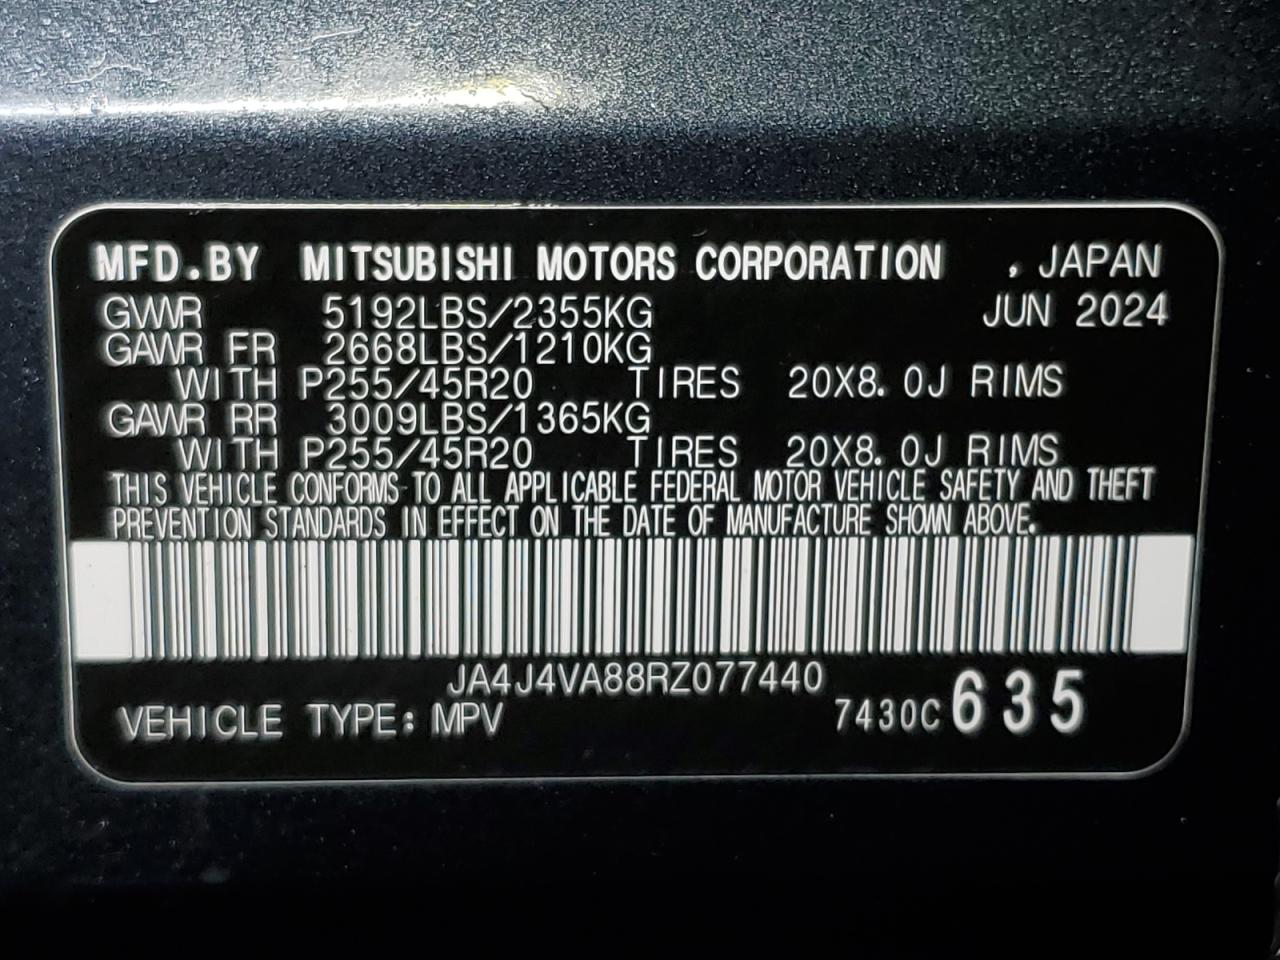 MFD.BY MITSUBISHI MOTORS CORPORATION , JAPAN
GVWR 5192LBS/2355KG JUN 2024
GAWR FR 2668LBS/1210KG
WITH P255/45R20 TIRES 20X8.0J RIMS
GAWR RR 3009LBS/1365KG
WITH P255/45R20 TIRES 20X8.0J RIMS
THIS VEHICLE CONFORMS TO ALL APPLICABLE FEDERAL MOTOR VEHICLE SAFETY AND THEFT
PREVENTION STANDARDS IN EFFECT ON THE DATE OF MANUFACTURE SHOWN ABOVE.
JA4J4VA88RZ077440
VEHICLE TYPE: MPV 7430C 635